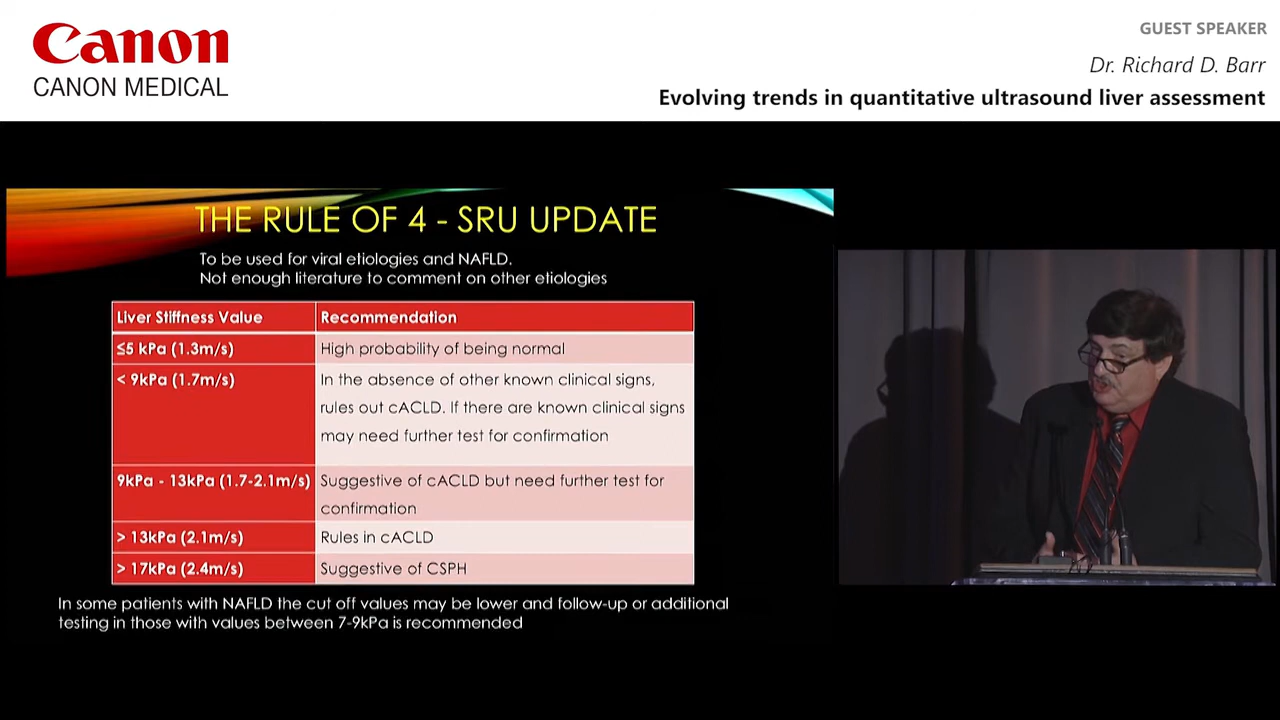 Canon
CANON MEDICAL
GUEST SPEAKER
Dr. Richard D. Barr
Evolving trends in quantitative ultrasound liver assessment
THE RULE OF 4 - SRU UPDATE
To be used for viral etiologies and NAFLD.
Not enough literature to comment on other etiologies
Liver Stiffness Value
Recommendation
≤5 kPa (1.3m/s)
High probability of being normal
< 9kPa (1.7m/s)
In the absence of other known clinical signs,
rules out cACLD. If there are known clinical signs
may need further test for confirmation
9kPa - 13kPa (1.7-2.1m/s)
Suggestive of cACLD but need further test for
confirmation
> 13kPa (2.1m/s)
Rules in cACLD
> 17kPa (2.4m/s)
Suggestive of CSPH
In some patients with NAFLD the cut off values may be lower and follow-up or additional
testing in those with values between 7-9kPa is recommended